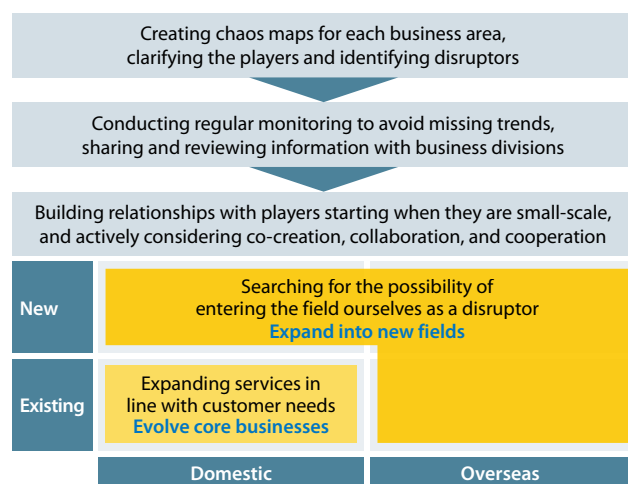 Creating chaos maps for each business area,
clarifying the players and identifying disruptors
Conducting regular monitoring to avoid missing trends,
sharing and reviewing information with business divisions
Building relationships with players starting when they are small-scale,
and actively considering co-creation, collaboration, and cooperation
New
Searching for the possibility of
entering the field ourselves as a disruptor
Expand into new fields
Existing
Expanding services in
line with customer needs
Evolve core businesses
Domestic
Overseas